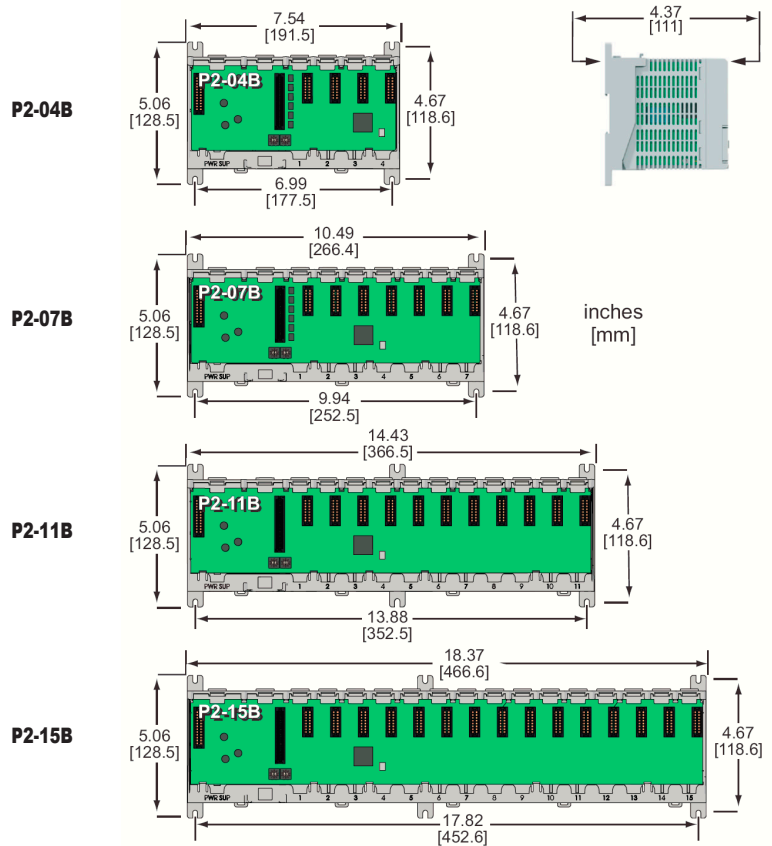 7.54
[191.5]
4.37
[111]
P2-04B
P2-04B
5.06
[128.5]
4.67
[118.6]
PWR SUP 1 2 3 4
6.99
[177.5]
10.49
[266.4]
P2-07B
P2-07B
5.06
[128.5]
4.67
[118.6]
inches
[mm]
PWR SUP 1 2 3 4 5 6 7
9.94
[252.5]
14.43
[366.5]
P2-11B
P2-11B
5.06
[128.5]
4.67
[118.6]
PWR SUP 1 2 3 4 5 6 7 8 9 10 11
13.88
[352.5]
18.37
[466.6]
P2-15B
P2-15B
5.06
[128.5]
4.67
[118.6]
PWR SUP 1 2 3 4 5 6 7 8 9 10 11 12 13 14 15
17.82
[452.6]